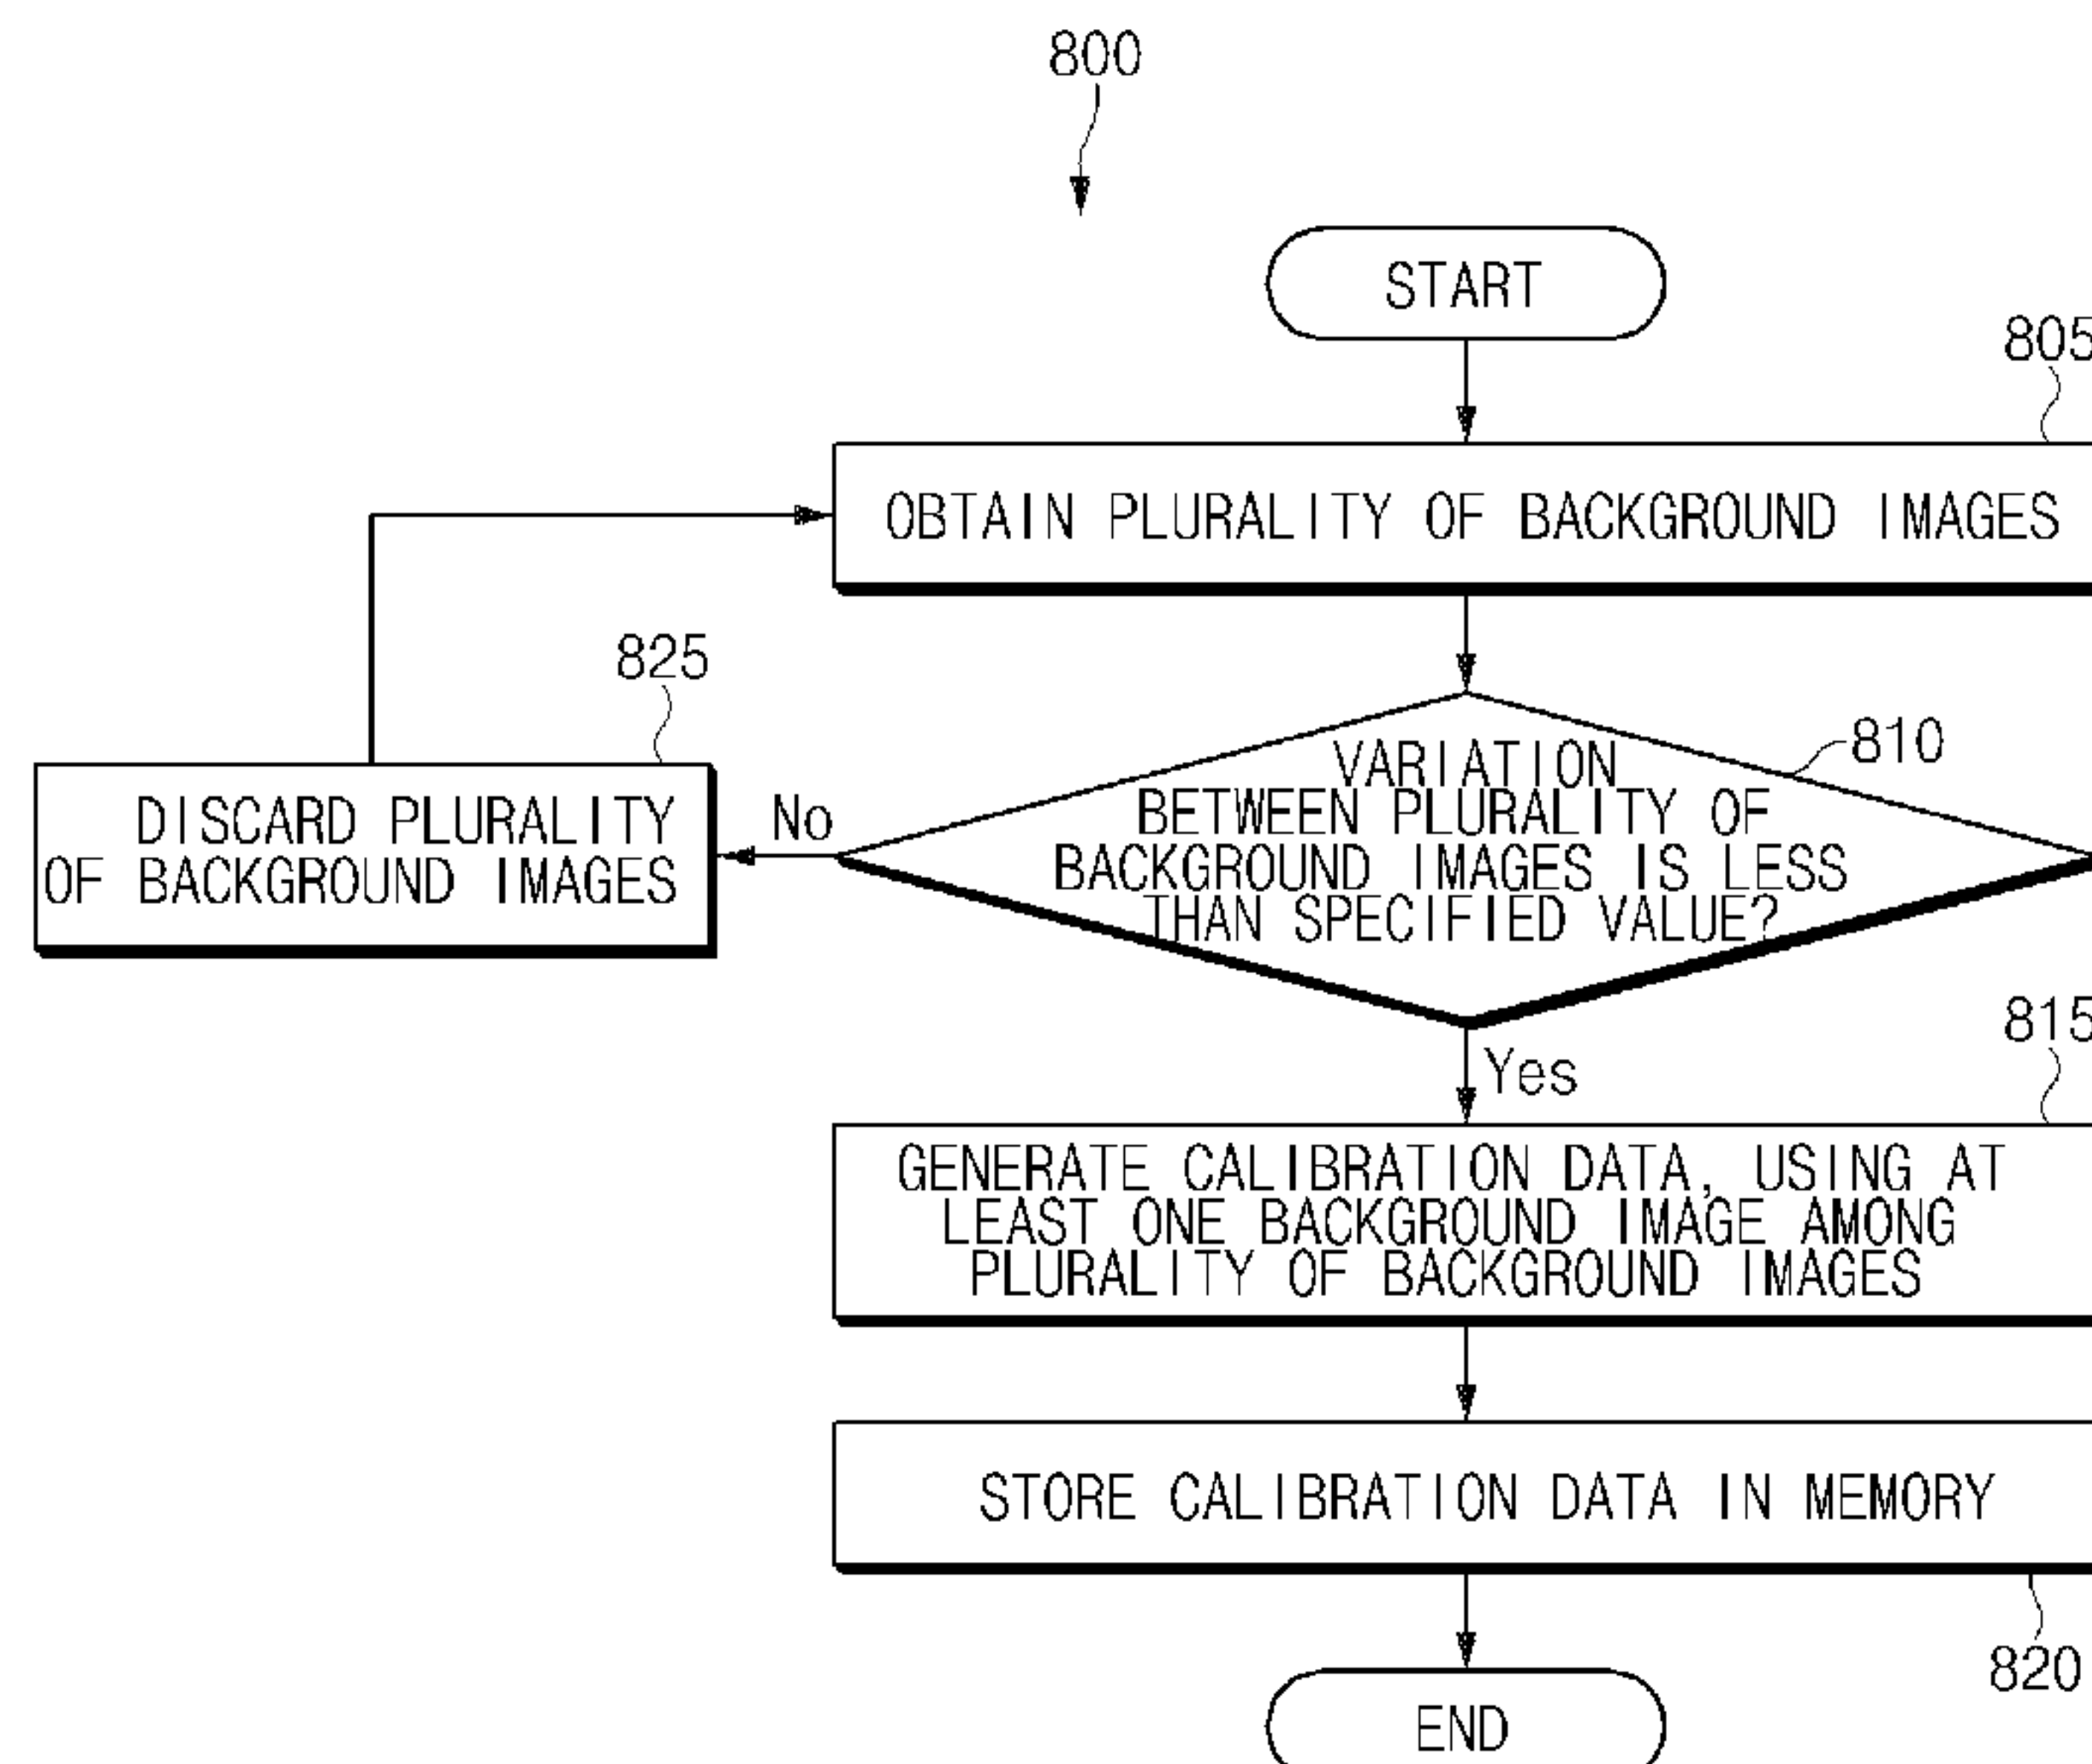 800
START
805
OBTAIN PLURALITY OF BACKGROUND IMAGES
825
810
VARIATION
BETWEEN PLURALITY OF
BACKGROUND IMAGES IS LESS
THAN SPECIFIED VALUE?
No
DISCARD PLURALITY
OF BACKGROUND IMAGES
Yes
815
GENERATE CALIBRATION DATA, USING AT
LEAST ONE BACKGROUND IMAGE AMONG
PLURALITY OF BACKGROUND IMAGES
STORE CALIBRATION DATA IN MEMORY
820
END